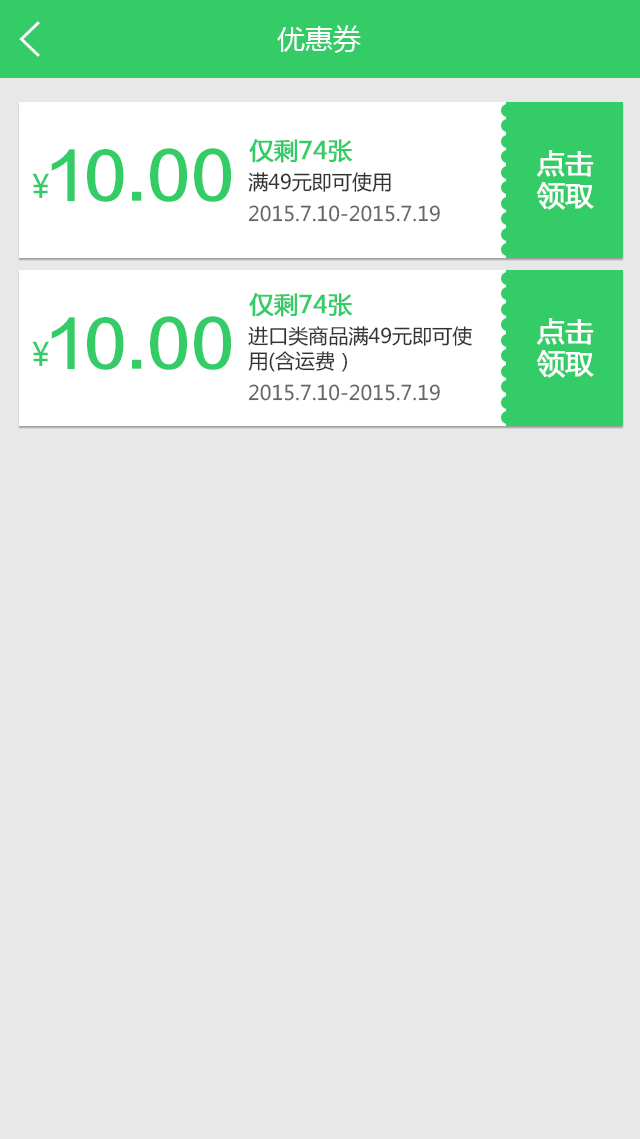 优惠券
¥10.00
仅剩74张
满49元即可使用
2015.7.10-2015.7.19
点击
领取
¥10.00
仅剩74张
进口类商品满49元即可使
用(含运费 )
2015.7.10-2015.7.19
点击
领取